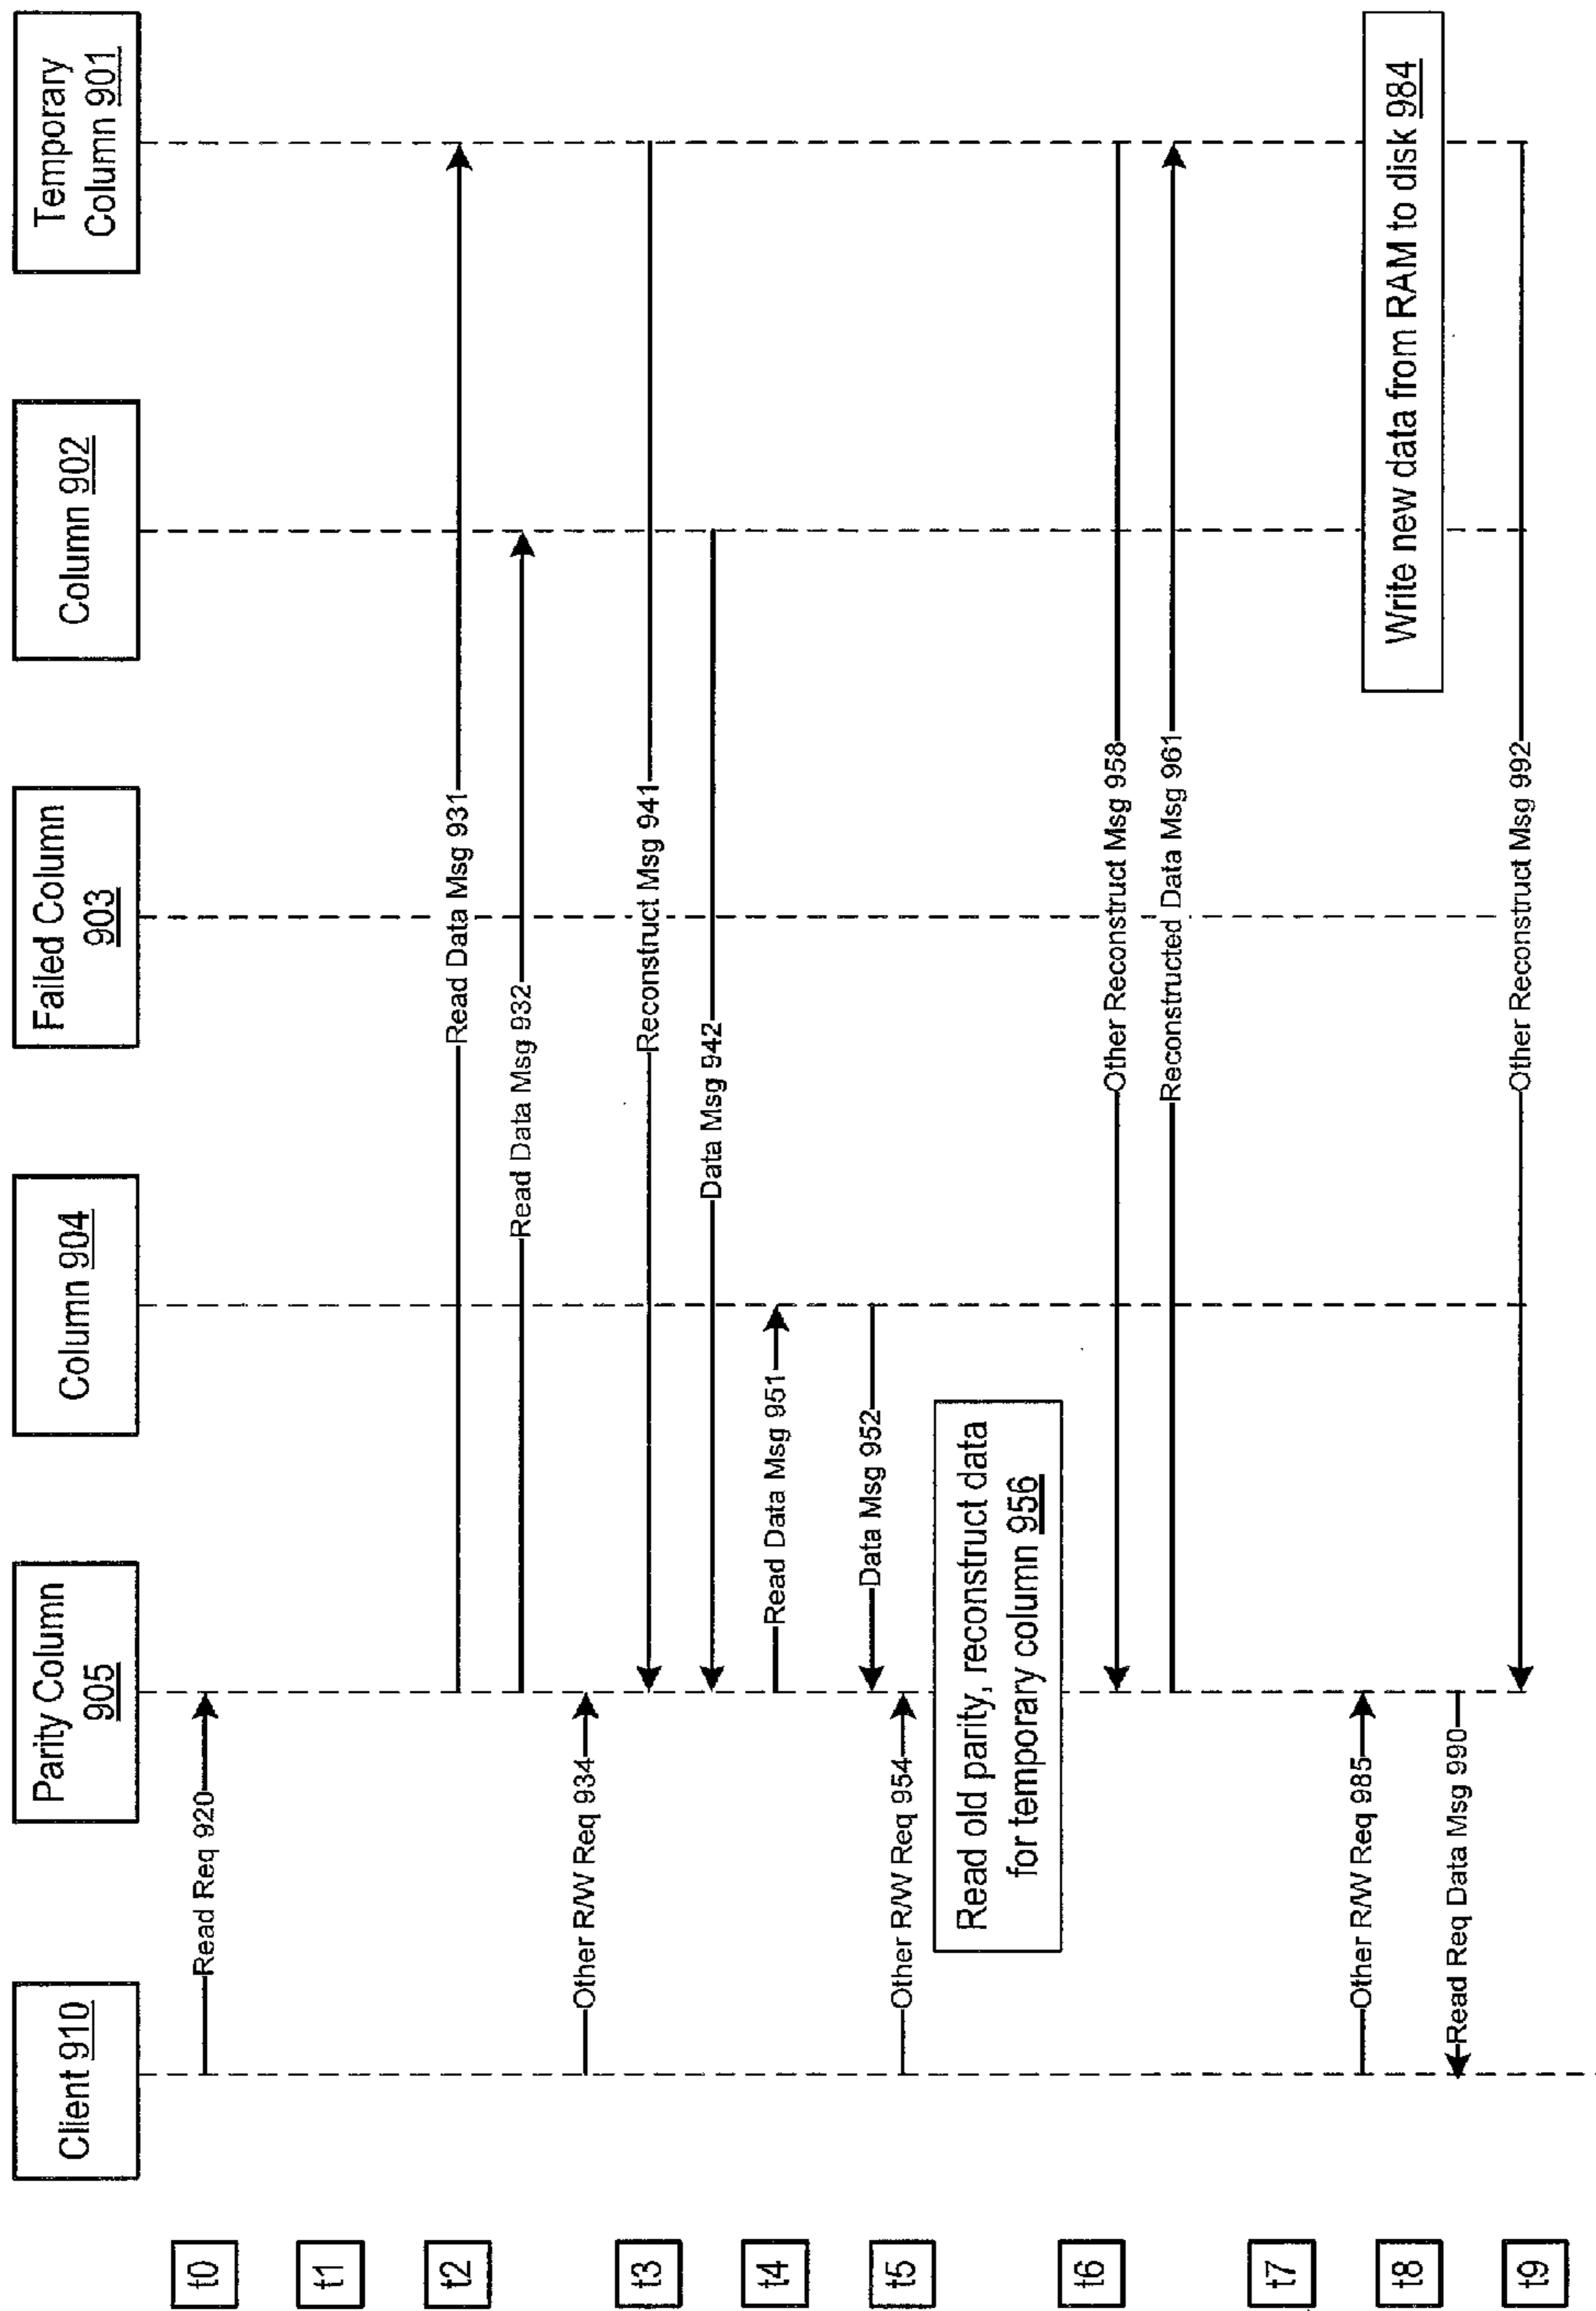 Client 910
Parity Column
905
Column 904
Failed Column
903
Column 902
Temporary
Column 901
t0
Read Req 920
t1
t2
Read Data Msg 931
Read Data Msg 932
Other R/W Req 934
t3
Reconstruct Msg 941
Data Msg 942
t4
Read Data Msg 951
t5
Data Msg 952
Other R/W Req 954
Read old parity, reconstruct data
for temporary column 956
t6
Other Reconstruct Msg 958
Reconstructed Data Msg 961
t7
Other R/W Req 985
t8
Write new data from RAM to disk 984
Read Req Data Msg 990
t9
Other Reconstruct Msg 992